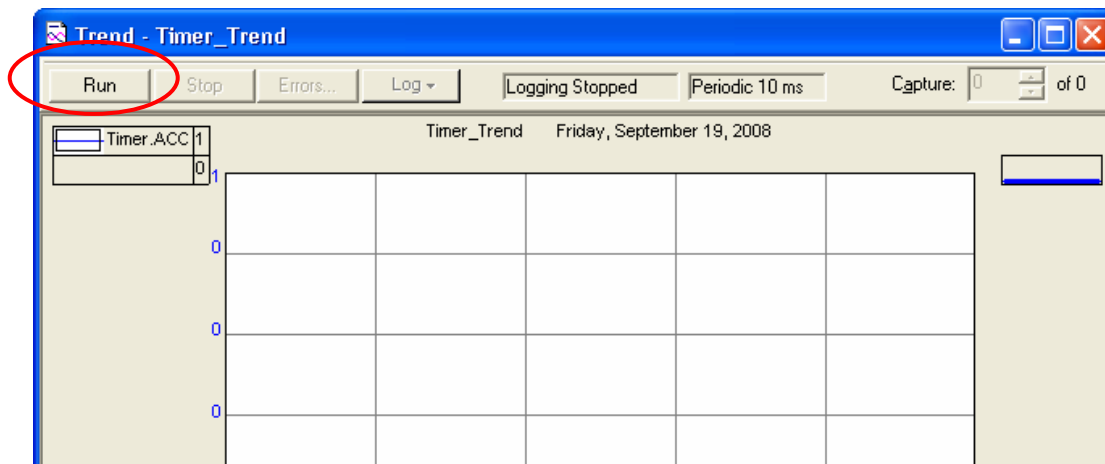 Trend - Timer_Trend
Run Stop Errors... Log Logging Stopped Periodic 10 ms Capture: 0 of 0
Timer_Trend Friday, September 19, 2008
Timer.ACC 1
0
1
0
0
0